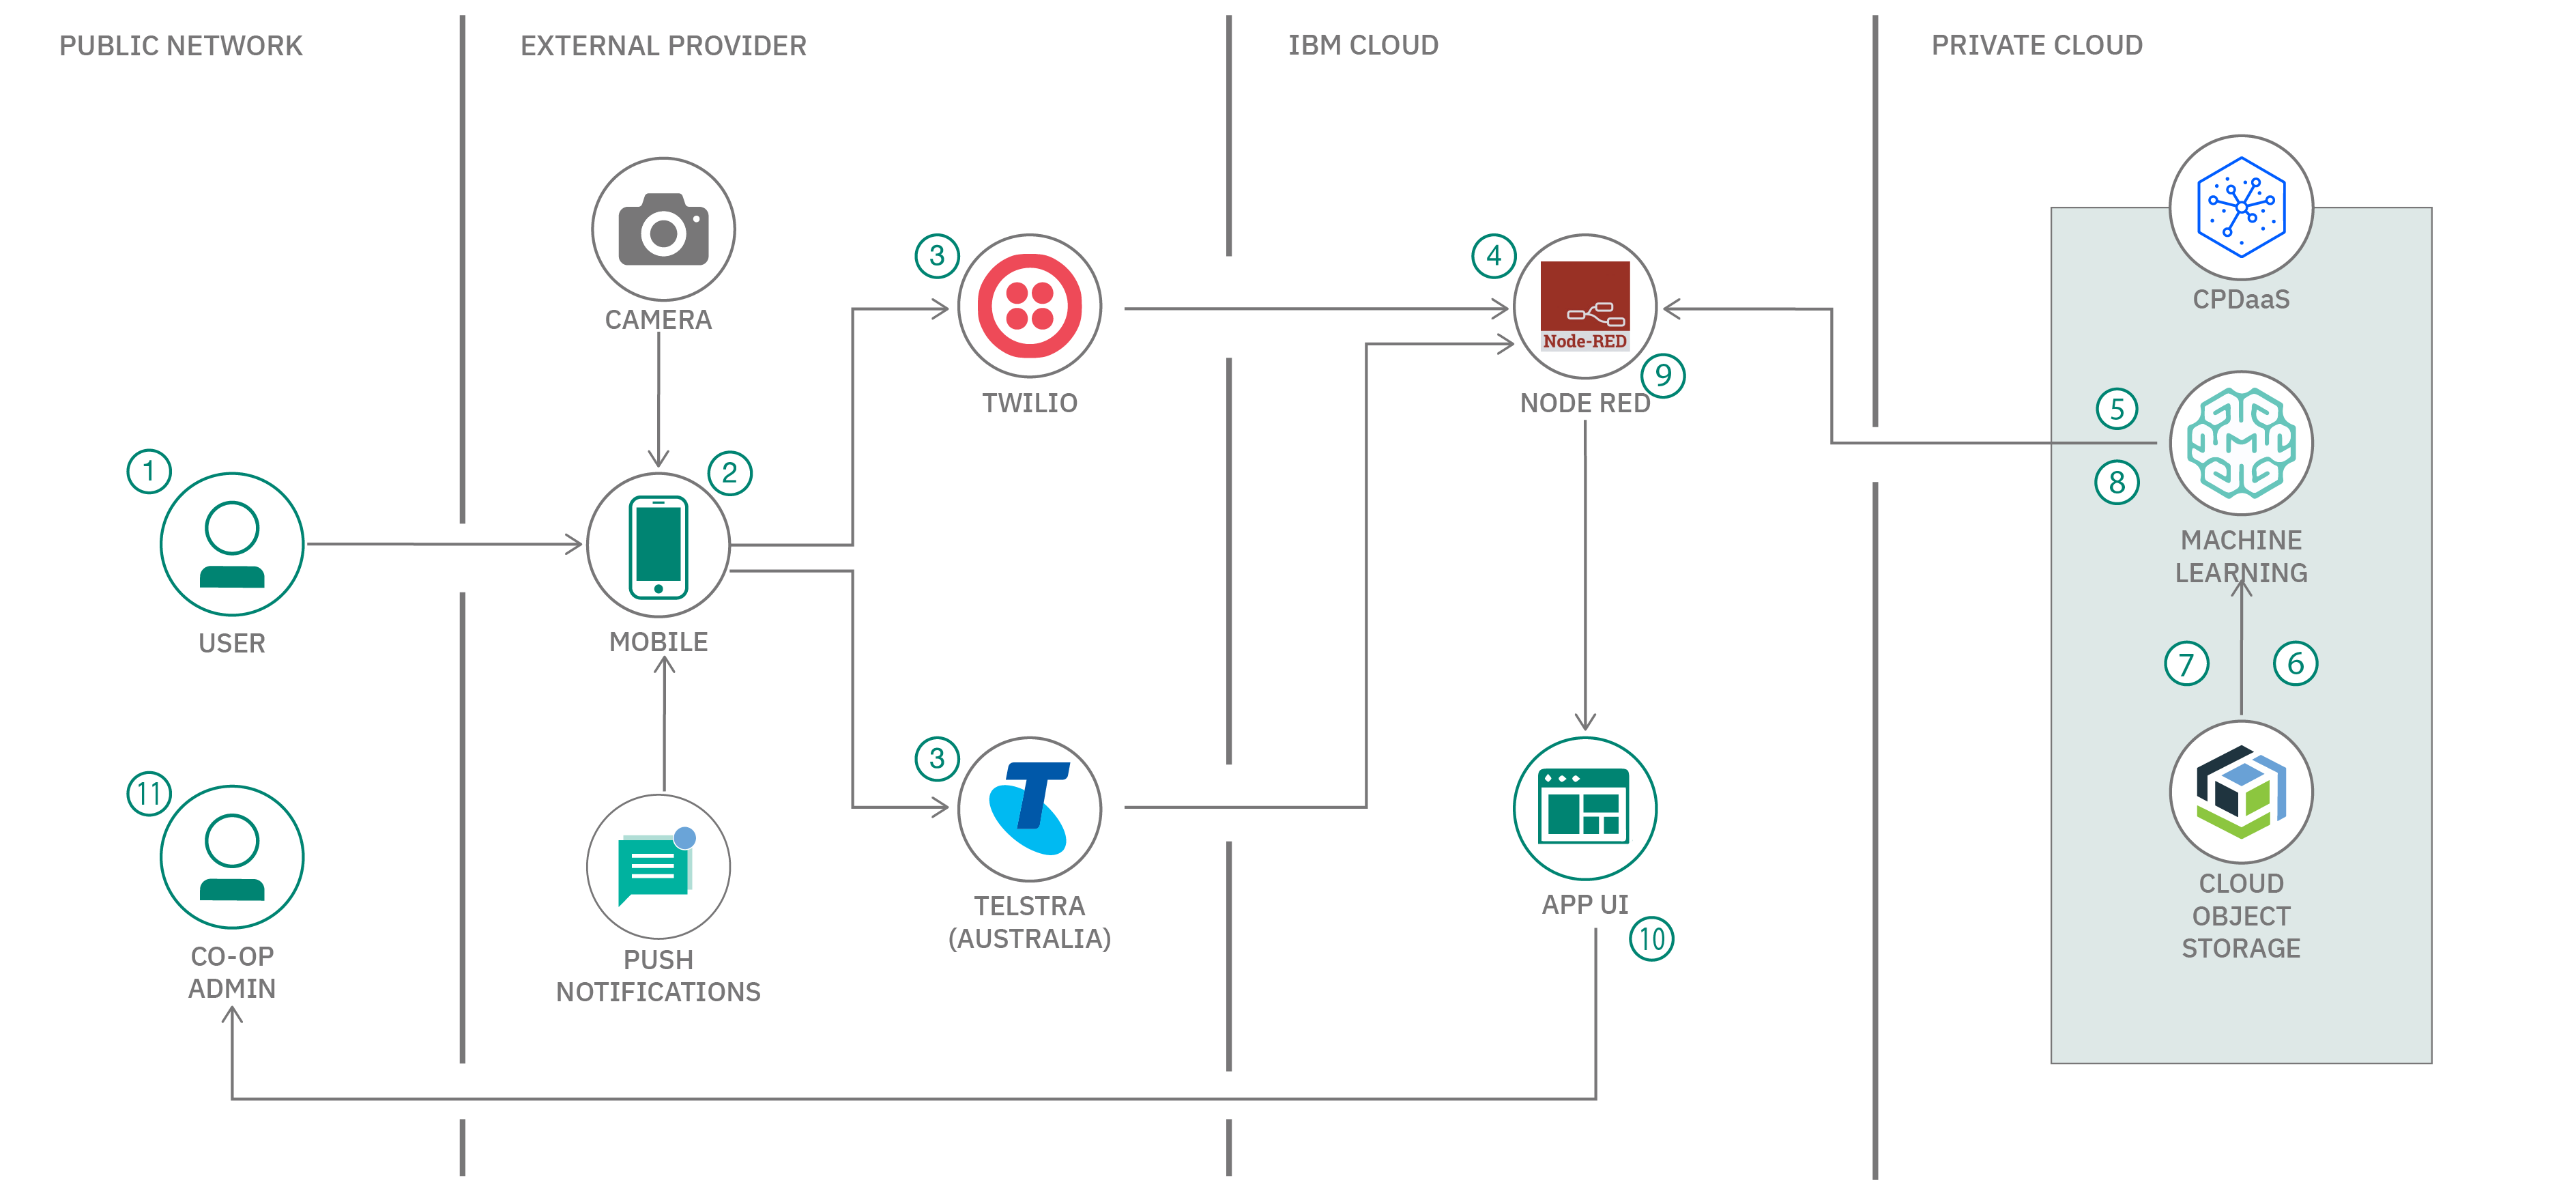 PUBLIC NETWORK
EXTERNAL PROVIDER
IBM CLOUD
PRIVATE CLOUD
CAMERA
3
TWILIO
4
Node-RED
9
NODE RED
CPDaaS
5
8
MACHINE
LEARNING
1
USER
2
MOBILE
7
6
11
CO-OP
ADMIN
PUSH
NOTIFICATIONS
3
T
TELSTRA
(AUSTRALIA)
APP UI
10
CLOUD
OBJECT
STORAGE